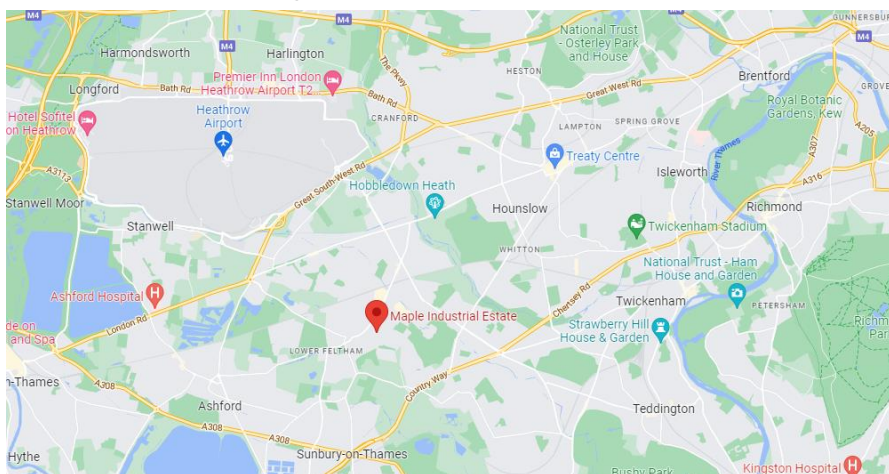 M4
M4
M4
GUNNERSBURY
Harmondsworth
Harlington
National Trust
- Osterley Park
and House
The Pkwy
HESTON
Great West Rd
Brentford
Premier Inn London
Heathrow Airport T2
Longford
Bath Rd
Bath Rd
Hotel Sofitel
on Heathrow
Heathrow
Airport
CRANFORD
LAMPTON
SPRING GROVE
Royal Botanic
Gardens, Kew
GROVE
A205
A307
River Thames
A3113
Treaty Centre
Isleworth
A316
Great South-West Rd
Hobbledown Heath
Hounslow
Richmond
Stanwell Moor
Stanwell
Twickenham Stadium
WHITTON
National Trust - Ham
House and Garden
Ashford Hospital
Chertsey Rd
Twickenham
PETERSHAM
London Rd
Maple Industrial Estate
Strawberry Hill
House & Garden
Richm
Par
de on
and Spa
LOWER FELTHAM
Country Way
n-Thames
A308
Ashford
Teddington
A308
Sunbury-on-Thames
Hythe
Bushy Park
Kingston Hospital